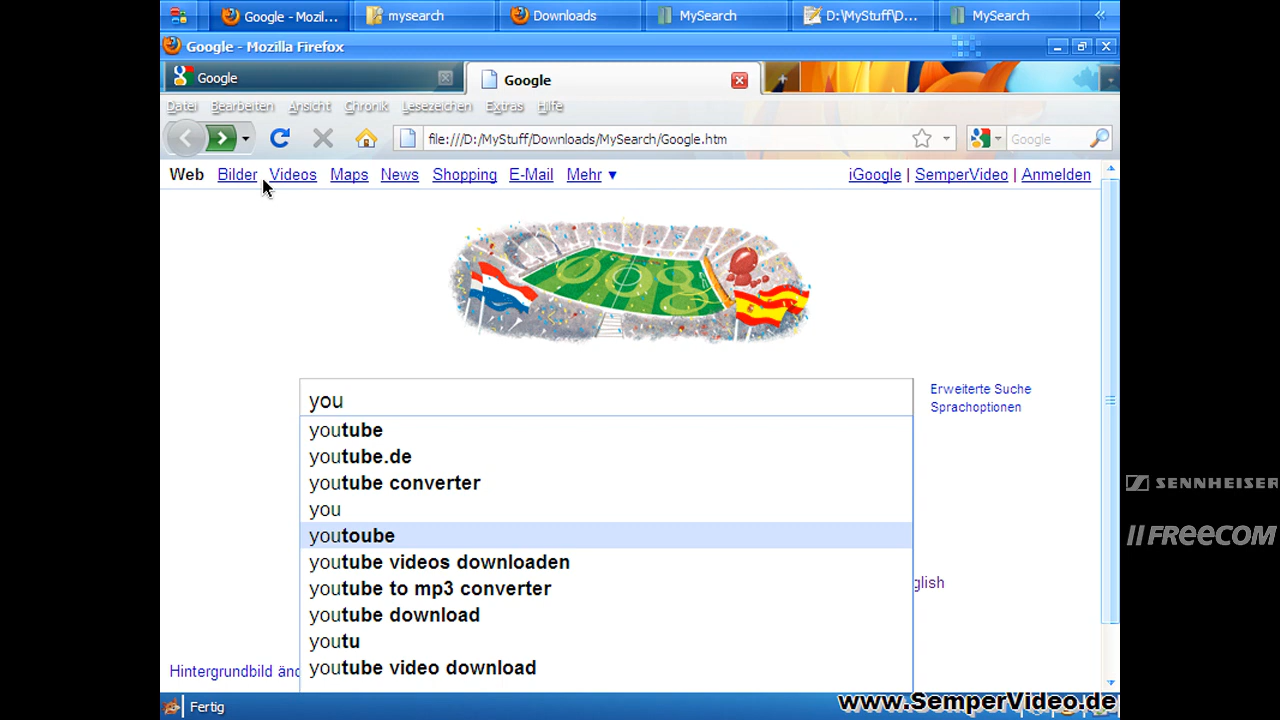 Google - Mozil... mysearch Downloads MySearch D:\MyStuff\D... MySearch «
Google - Mozilla Firefox
Google Google
Datei Bearbeiten Ansicht Chronik Lesezeichen Extras Hilfe
file:///D:/MyStuff/Downloads/MySearch/Google.htm Google
Web Bilder Videos Maps News Shopping E-Mail Mehr ▼ iGoogle | SemperVideo | Anmelden
you
Erweiterte Suche
Sprachoptionen
youtube
youtube.de
youtube converter
you
youtoube
youtube videos downloaden
youtube to mp3 converter
youtube download
youtu
youtube video download
SENNHEISER
FREECOM
glish
Hintergrundbild änd
Fertig
www.SemperVideo.de